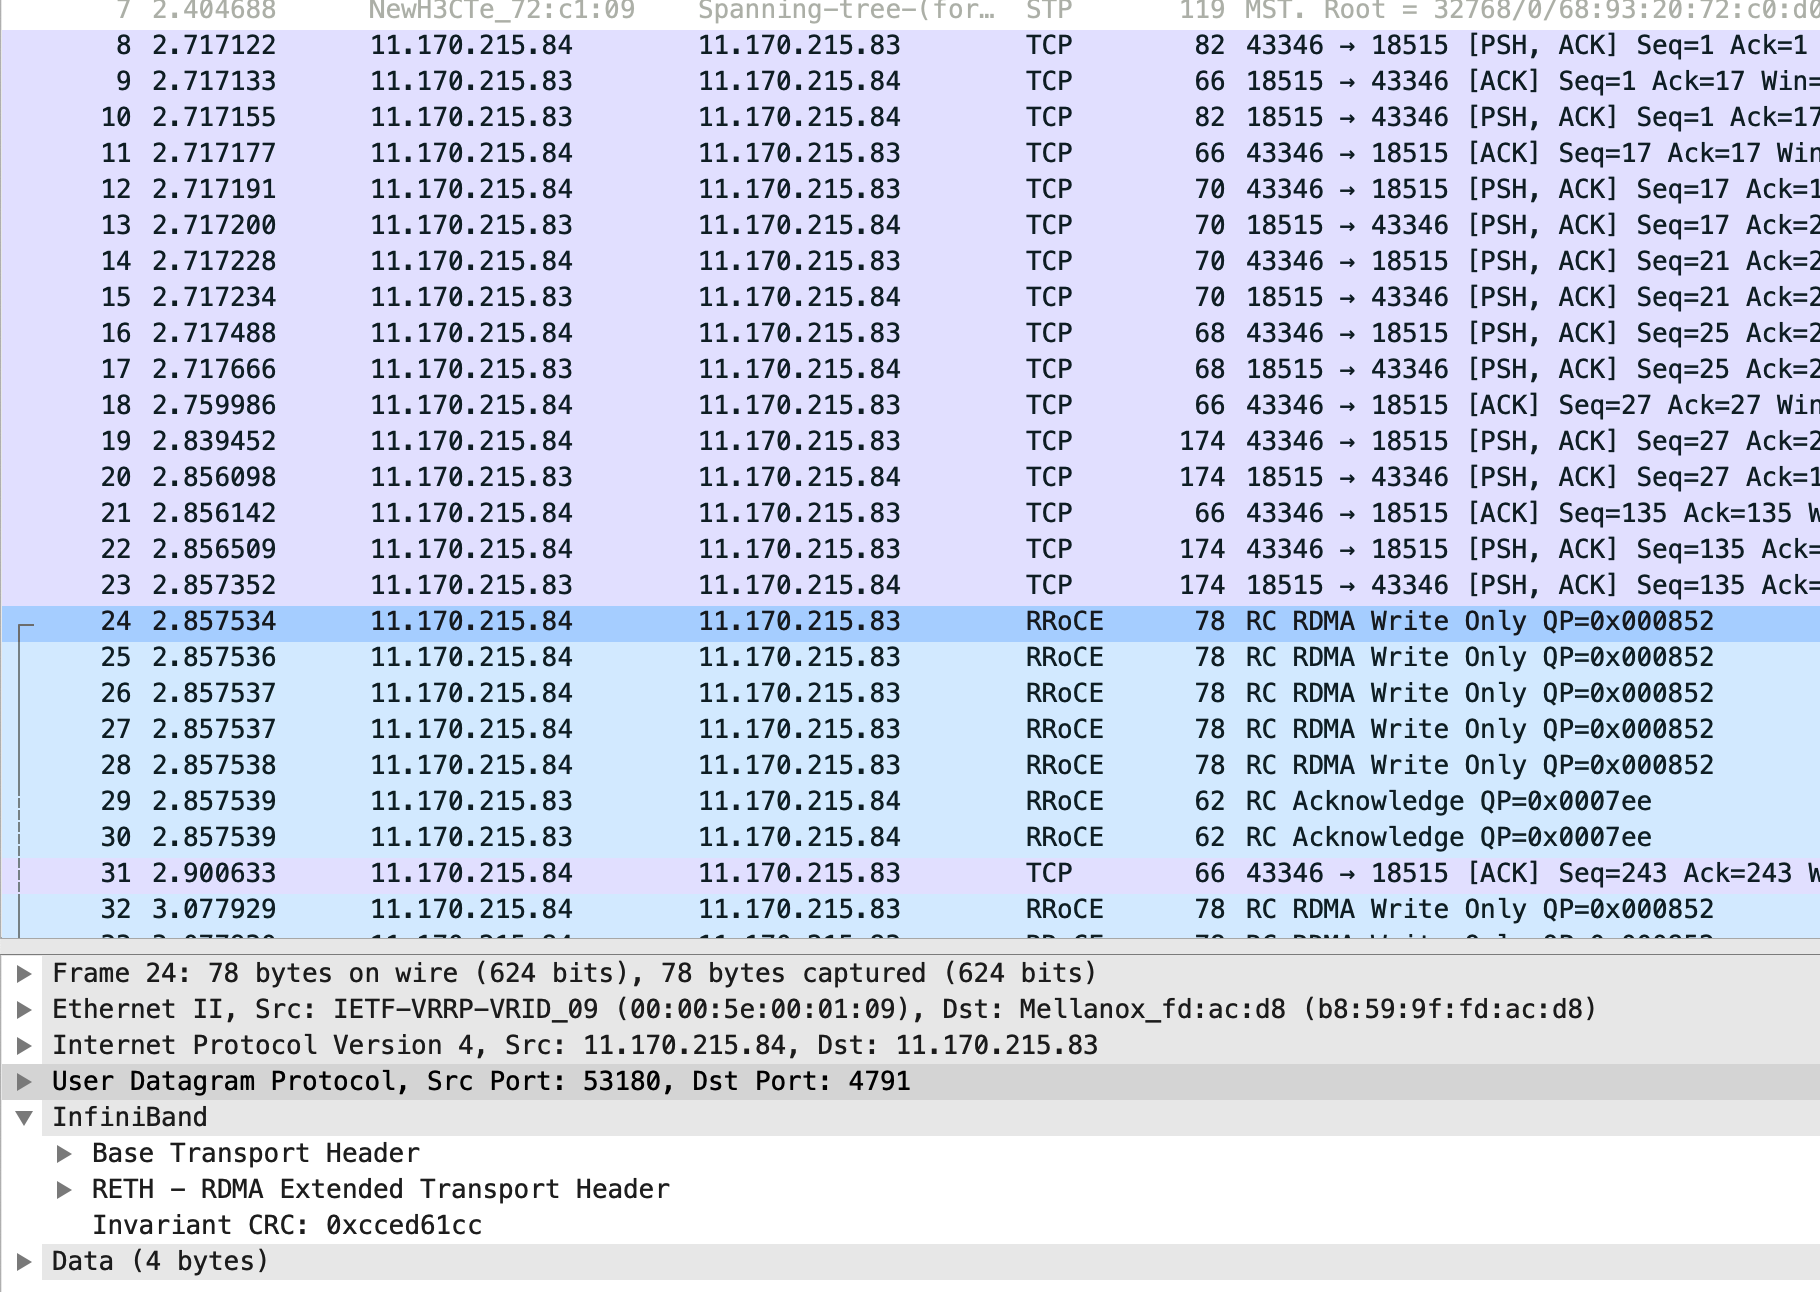 7 2.404688 NewH3CTe_72:c1:09 Spanning-tree-(for… STP 119 MST. Root = 32768/0/68:93:20:72:c0:d0
8 2.717122 11.170.215.84 11.170.215.83 TCP 82 43346 → 18515 [PSH, ACK] Seq=1 Ack=1
9 2.717133 11.170.215.83 11.170.215.84 TCP 66 18515 → 43346 [ACK] Seq=1 Ack=17 Win=
10 2.717155 11.170.215.83 11.170.215.84 TCP 82 18515 → 43346 [PSH, ACK] Seq=1 Ack=17
11 2.717177 11.170.215.84 11.170.215.83 TCP 66 43346 → 18515 [ACK] Seq=17 Ack=17 Win
12 2.717191 11.170.215.84 11.170.215.83 TCP 70 43346 → 18515 [PSH, ACK] Seq=17 Ack=1
13 2.717200 11.170.215.83 11.170.215.84 TCP 70 18515 → 43346 [PSH, ACK] Seq=17 Ack=2
14 2.717228 11.170.215.84 11.170.215.83 TCP 70 43346 → 18515 [PSH, ACK] Seq=21 Ack=2
15 2.717234 11.170.215.83 11.170.215.84 TCP 70 18515 → 43346 [PSH, ACK] Seq=21 Ack=2
16 2.717488 11.170.215.84 11.170.215.83 TCP 68 43346 → 18515 [PSH, ACK] Seq=25 Ack=2
17 2.717666 11.170.215.83 11.170.215.84 TCP 68 18515 → 43346 [PSH, ACK] Seq=25 Ack=2
18 2.759986 11.170.215.84 11.170.215.83 TCP 66 43346 → 18515 [ACK] Seq=27 Ack=27 Win
19 2.839452 11.170.215.84 11.170.215.83 TCP 174 43346 → 18515 [PSH, ACK] Seq=27 Ack=2
20 2.856098 11.170.215.83 11.170.215.84 TCP 174 18515 → 43346 [PSH, ACK] Seq=27 Ack=1
21 2.856142 11.170.215.84 11.170.215.83 TCP 66 43346 → 18515 [ACK] Seq=135 Ack=135 W
22 2.856509 11.170.215.84 11.170.215.83 TCP 174 43346 → 18515 [PSH, ACK] Seq=135 Ack=
23 2.857352 11.170.215.83 11.170.215.84 TCP 174 18515 → 43346 [PSH, ACK] Seq=135 Ack=
24 2.857534 11.170.215.84 11.170.215.83 RRoCE 78 RC RDMA Write Only QP=0x000852
25 2.857536 11.170.215.84 11.170.215.83 RRoCE 78 RC RDMA Write Only QP=0x000852
26 2.857537 11.170.215.84 11.170.215.83 RRoCE 78 RC RDMA Write Only QP=0x000852
27 2.857537 11.170.215.84 11.170.215.83 RRoCE 78 RC RDMA Write Only QP=0x000852
28 2.857538 11.170.215.84 11.170.215.83 RRoCE 78 RC RDMA Write Only QP=0x000852
29 2.857539 11.170.215.83 11.170.215.84 RRoCE 62 RC Acknowledge QP=0x0007ee
30 2.857539 11.170.215.83 11.170.215.84 RRoCE 62 RC Acknowledge QP=0x0007ee
31 2.900633 11.170.215.84 11.170.215.83 TCP 66 43346 → 18515 [ACK] Seq=243 Ack=243 W
32 3.077929 11.170.215.84 11.170.215.83 RRoCE 78 RC RDMA Write Only QP=0x000852
Frame 24: 78 bytes on wire (624 bits), 78 bytes captured (624 bits)
Ethernet II, Src: IETF-VRRP-VRID_09 (00:00:5e:00:01:09), Dst: Mellanox_fd:ac:d8 (b8:59:9f:fd:ac:d8)
Internet Protocol Version 4, Src: 11.170.215.84, Dst: 11.170.215.83
User Datagram Protocol, Src Port: 53180, Dst Port: 4791
InfiniBand
Base Transport Header
RETH - RDMA Extended Transport Header
Invariant CRC: 0xcced61cc
Data (4 bytes)